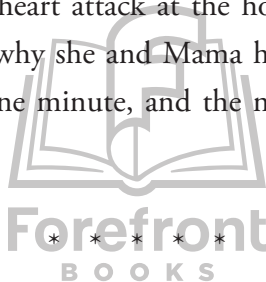 heart attack at the ho
why she and Mama h
ne minute, and the n
Forefront
* * * * *
BOOKS